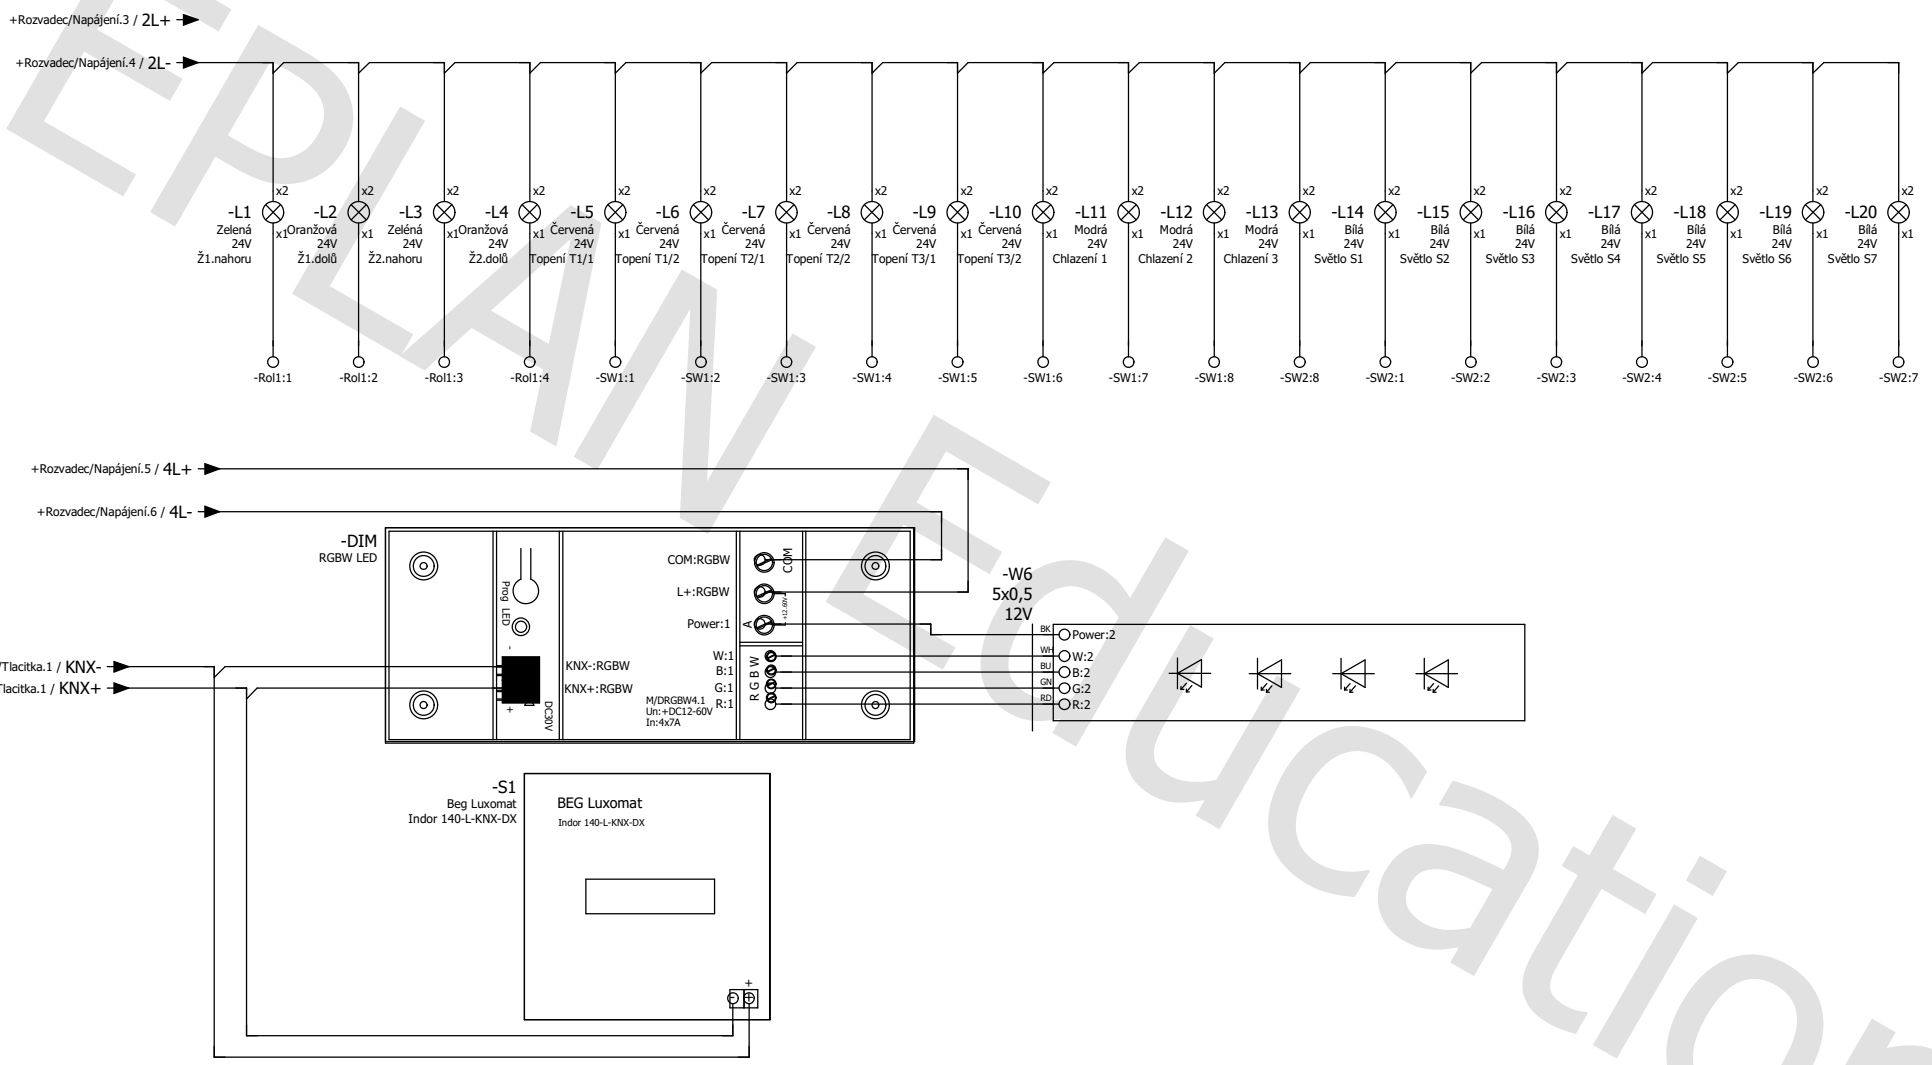 +Rozvadec/Napájení.3 / 2L+
+Rozvadec/Napájení.4 / 2L-
x2 x2 x2 x2 x2 x2 x2 x2 x2 x2 x2 x2 x2 x2 x2 x2 x2 x2 x2 x2
-L1 -L2 -L3 -L4 -L5 -L6 -L7 -L8 -L9 -L10 -L11 -L12 -L13 -L14 -L15 -L16 -L17 -L18 -L19 -L20
Zelená Oranžová Zeléná Oranžová Červená Červená Červená Červená Červená Červená Modrá Modrá Modrá Bílá Bílá Bílá Bílá Bílá Bílá Bílá
x1 x1 x1 x1 x1 x1 x1 x1 x1 x1 x1 x1 x1 x1 x1 x1 x1 x1 x1 x1
24V 24V 24V 24V 24V 24V 24V 24V 24V 24V 24V 24V 24V 24V 24V 24V 24V 24V 24V 24V
Ž1.nahoru Ž1.dolů Ž2.nahoru Ž2.dolů Topení T1/1 Topení T1/2 Topení T2/1 Topení T2/2 Topení T3/1 Topení T3/2 Chlazení 1 Chlazení 2 Chlazení 3 Světlo S1 Světlo S2 Světlo S3 Světlo S4 Světlo S5 Světlo S6 Světlo S7
-Rol1:1 -Rol1:2 -Rol1:3 -Rol1:4 -SW1:1 -SW1:2 -SW1:3 -SW1:4 -SW1:5 -SW1:6 -SW1:7 -SW1:8 -SW2:8 -SW2:1 -SW2:2 -SW2:3 -SW2:4 -SW2:5 -SW2:6 -SW2:7
+Rozvadec/Napájení.5 / 4L+
+Rozvadec/Napájení.6 / 4L-
-DIM
RGBW LED
Prog LED
COM:RGBW
COM
L+:RGBW
+12..60V
Power:1
A
W:1
B:1
G:1
R:1
R G B W
-
KNX-:RGBW
KNX+:RGBW
+
DC30V
M/DRGBW4.1
Un:+DC12-60V
In:4x7A
-W6
5x0,5
12V
BK Power:2
WH W:2
BU B:2
GN G:2
RD R:2
/Tlacitka.1 / KNX-
Tlacitka.1 / KNX+
-S1
Beg Luxomat
Indor 140-L-KNX-DX
BEG Luxomat
Indor 140-L-KNX-DX
- +
EPLAN Education